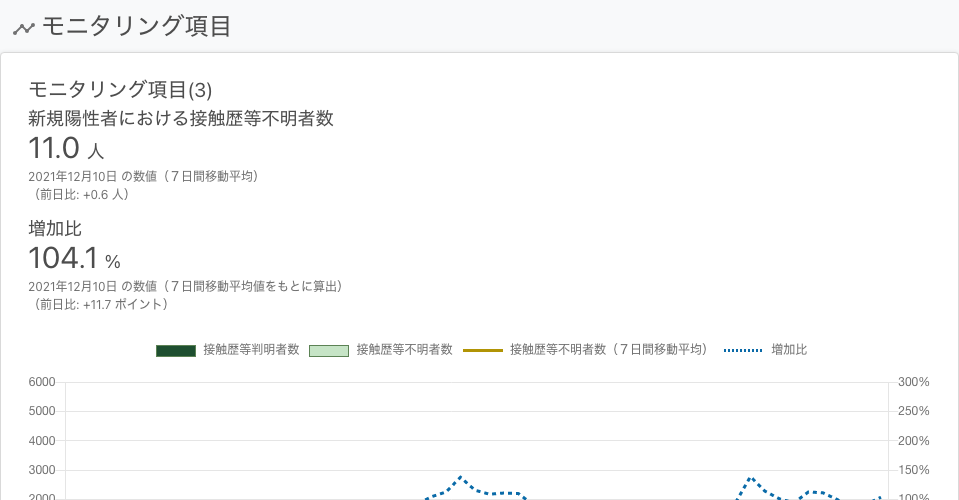 モニタリング項目
モニタリング項目(3)
新規陽性者における接触歴等不明者数
11.0 人
2021年12月10日 の数値（７日間移動平均）
（前日比: +0.6 人）
増加比
104.1 %
2021年12月10日 の数値（７日間移動平均値をもとに算出）
（前日比: +11.7 ポイント）
接触歴等判明者数 接触歴等不明者数 接触歴等不明者数（７日間移動平均） 増加比
6000 300%
5000 250%
4000 200%
3000 150%
2000 100%